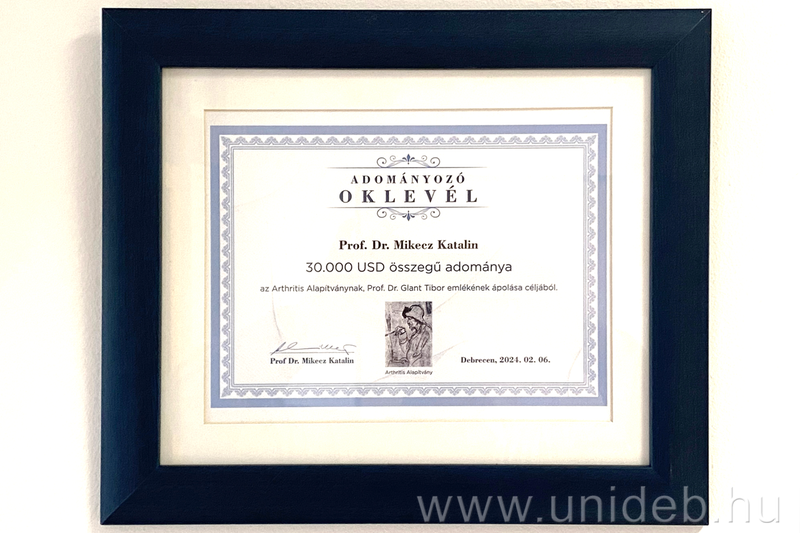 ADOMÁNYOZÓ
OKLEVÉL
Prof. Dr. Mikecz Katalin
30.000 USD összegű adománya
az Arthritis Alapítványnak, Prof. Dr. Glant Tibor emlékének ápolása céljából.
Prof Dr. Mikecz Katalin
Arthritis Alapítvány
Debrecen, 2024. 02. 06.
www.unideb.hu